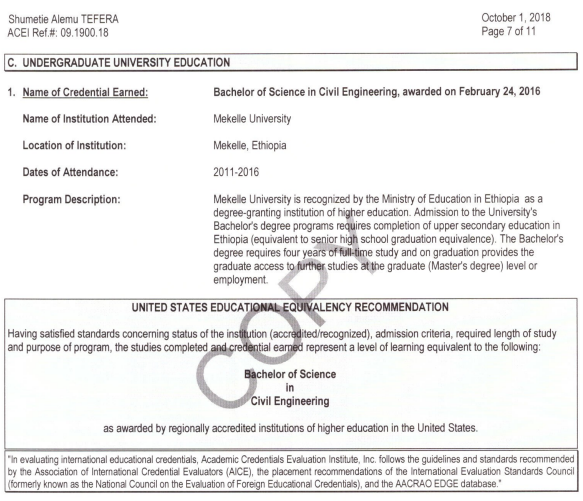 Shumetie Alemu TEFERA October 1, 2018
ACEI Ref.#: 09.1900.18 Page 7 of 11
C. UNDERGRADUATE UNIVERSITY EDUCATION
1. Name of Credential Earned: Bachelor of Science in Civil Engineering, awarded on February 24, 2016
Name of Institution Attended: Mekelle University
Location of Institution: Mekelle, Ethiopia
Dates of Attendance: 2011-2016
Program Description: Mekelle University is recognized by the Ministry of Education in Ethiopia as a
degree-granting institution of higher education. Admission to the University's
Bachelor's degree programs requires completion of upper secondary education in
Ethiopia (equivalent to senior high school graduation equivalence). The Bachelor's
degree requires four years of full-time study and on graduation provides the
graduate access to further studies at the graduate (Master's degree) level or
employment.
UNITED STATES EDUCATIONAL EQUIVALENCY RECOMMENDATION
Having satisfied standards concerning status of the institution (accredited/recognized), admission criteria, required length of study
and purpose of program, the studies completed and credential earned represent a level of learning equivalent to the following:
Bachelor of Science
in
Civil Engineering
as awarded by regionally accredited institutions of higher education in the United States.
"In evaluating international educational credentials, Academic Credentials Evaluation Institute, Inc. follows the guidelines and standards recommended
by the Association of International Credential Evaluators (AICE), the placement recommendations of the International Evaluation Standards Council
(formerly known as the National Council on the Evaluation of Foreign Educational Credentials), and the AACRAO EDGE database."
COPY